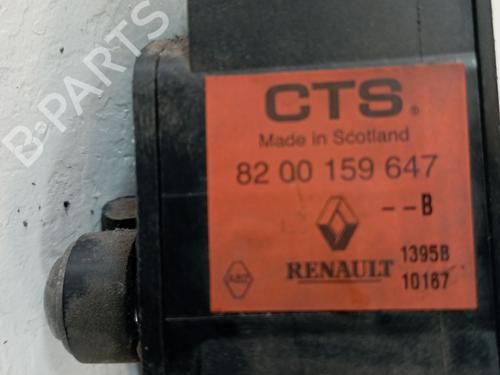 B-PARTS
CTS®
Made in Scotland
82 00 159 647
--B
1395B
RENAULT
10167